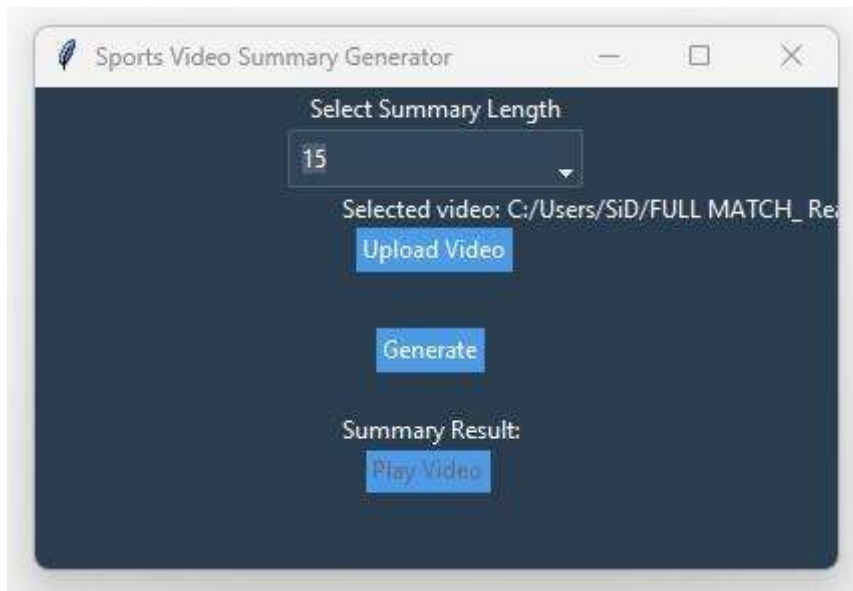 Sports Video Summary Generator
Select Summary Length
15
Selected video: C:/Users/SiD/FULL MATCH_ Rea
Upload Video
Generate
Summary Result:
Play Video